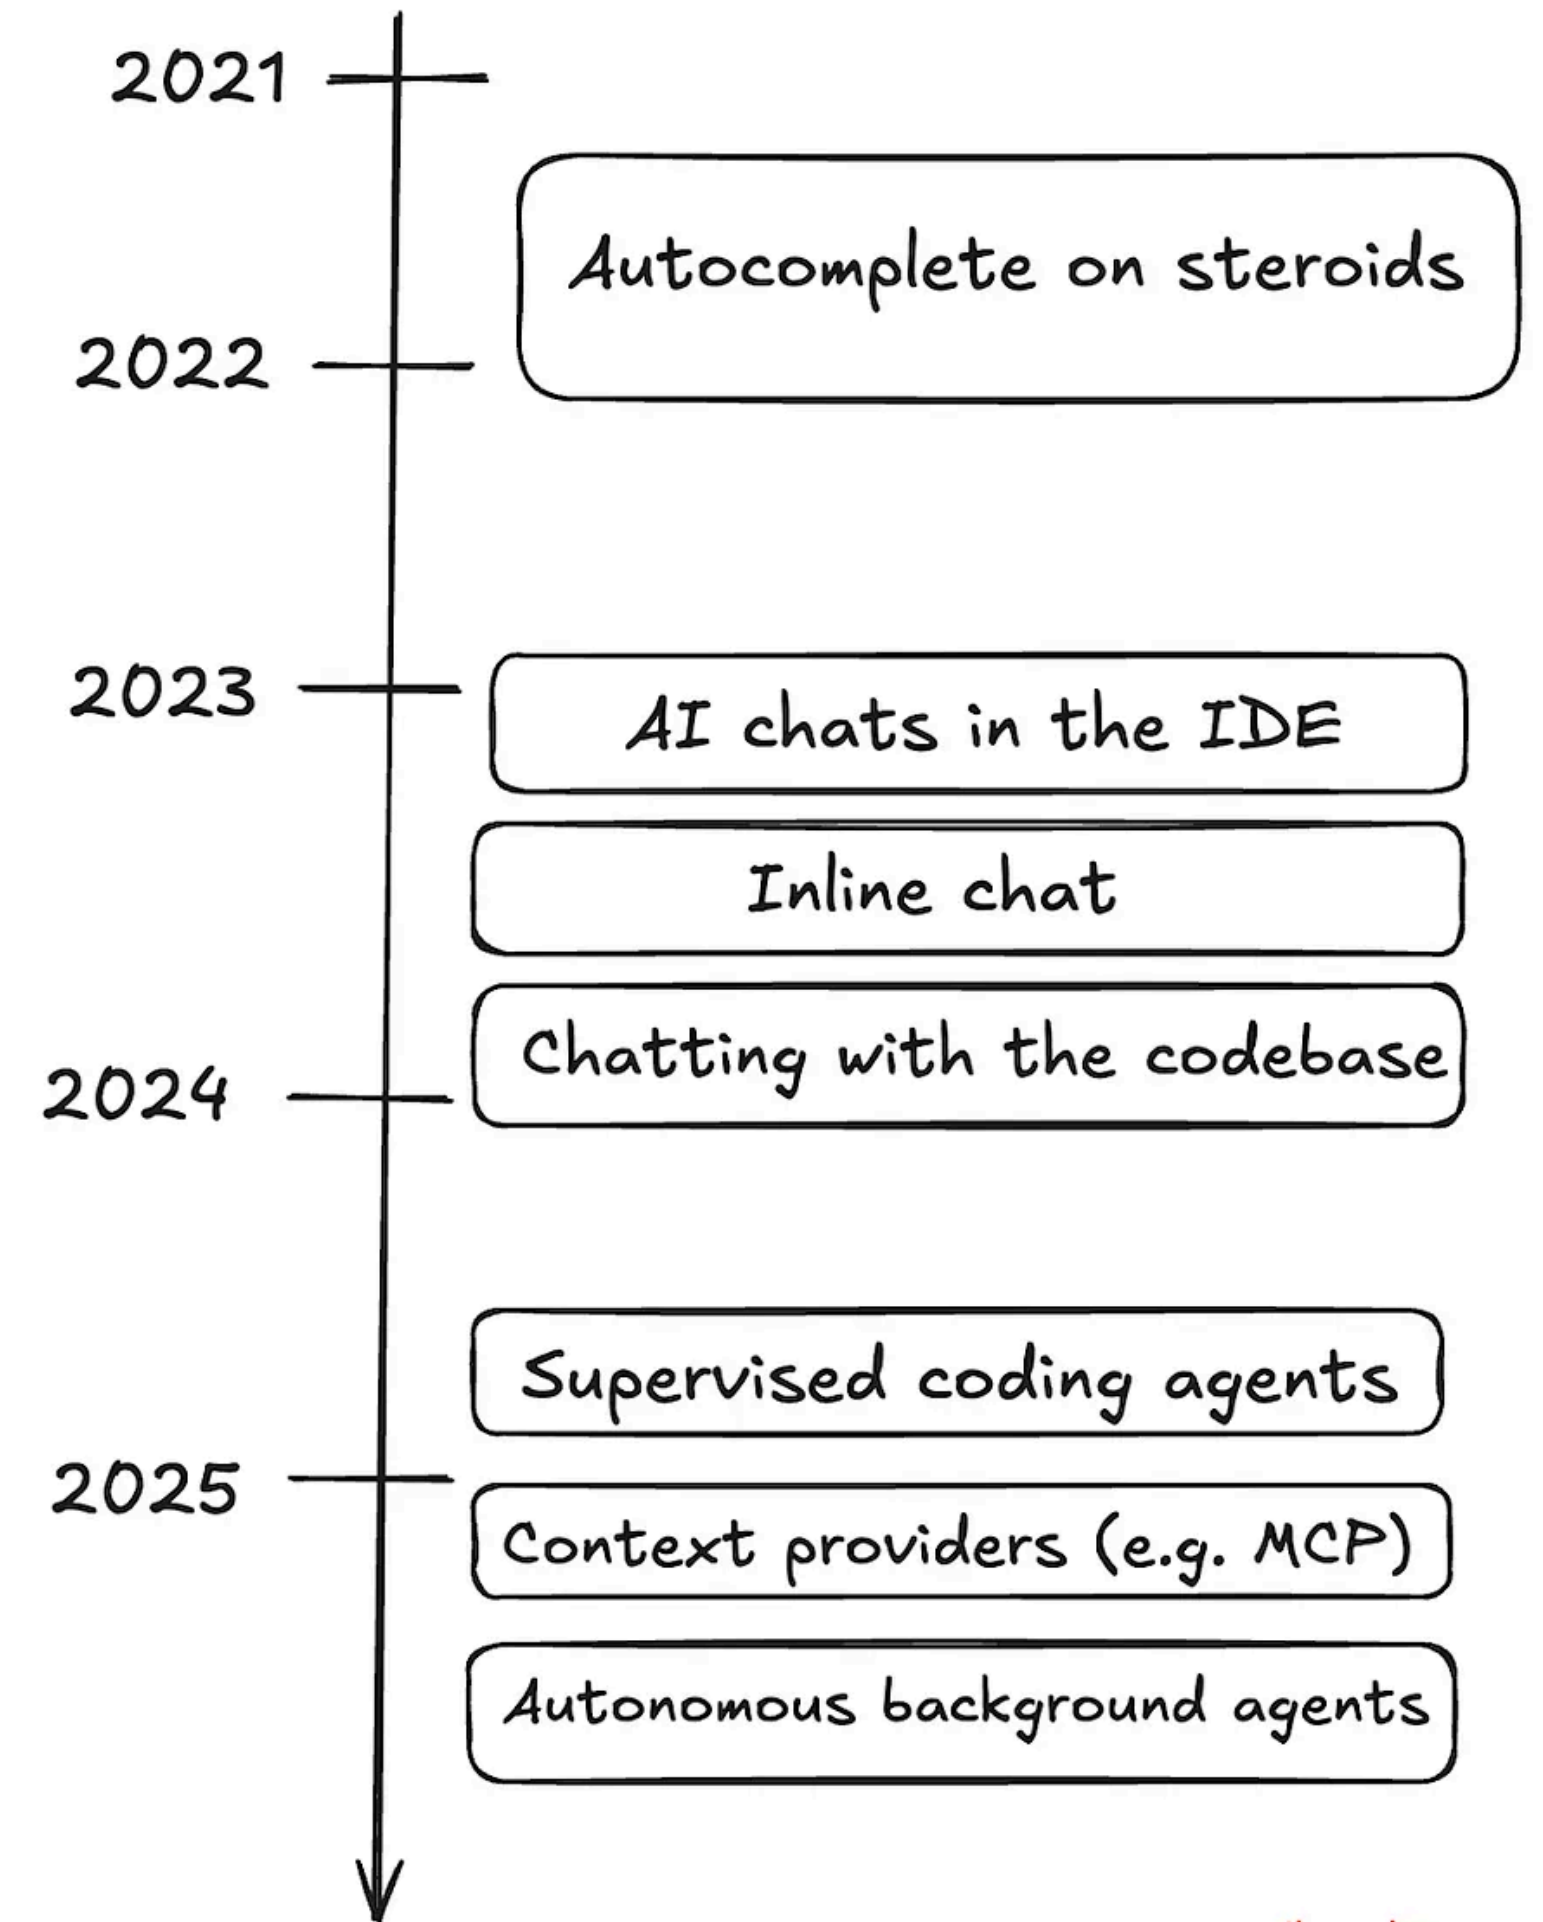 2021
Autocomplete on steroids
2022
2023
AI chats in the IDE
Inline chat
Chatting with the codebase
2024
Supervised coding agents
2025
Context providers (e.g. MCP)
Autonomous background agents